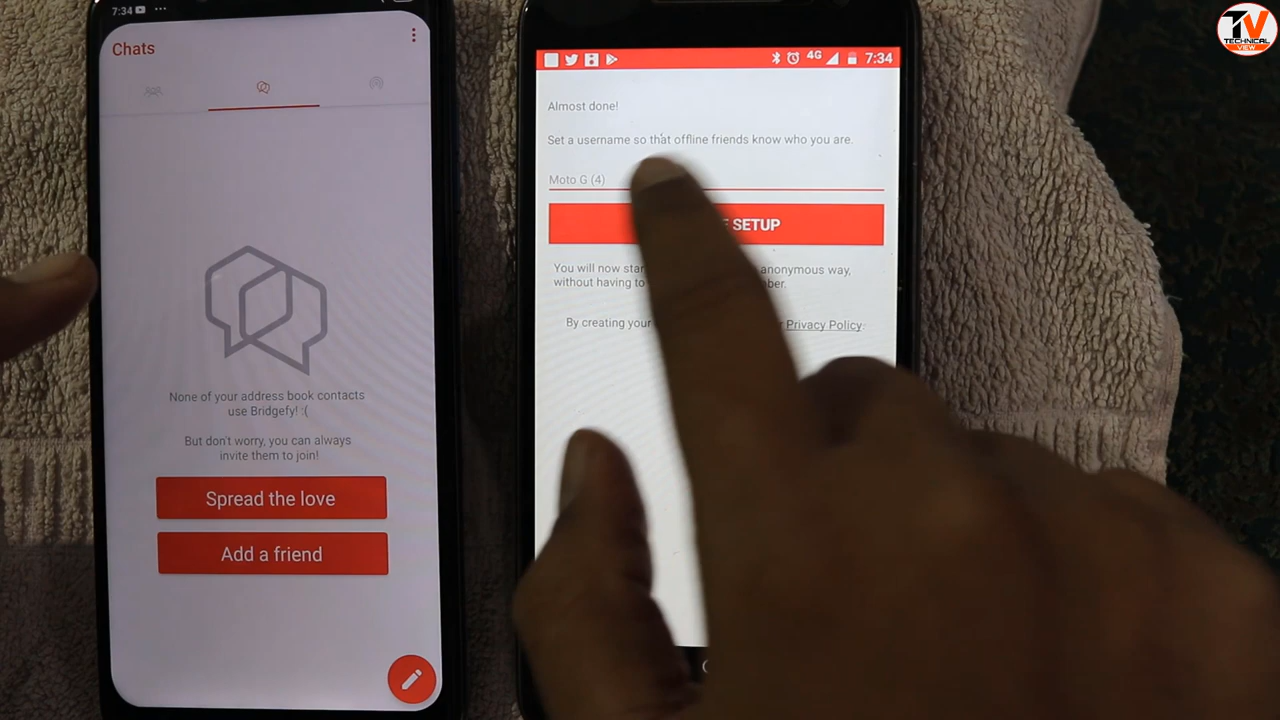 7:34
Chats
None of your address book contacts
use Bridgefy! :(
But don't worry, you can always
invite them to join!
Spread the love
Add a friend
4G 7:34
Almost done!
Set a username so that offline friends know who you are.
Moto G (4)
SETUP
You will now star anonymous way,
without having to
By creating your Privacy Policy.
TV
TECHNICAL
VIEW